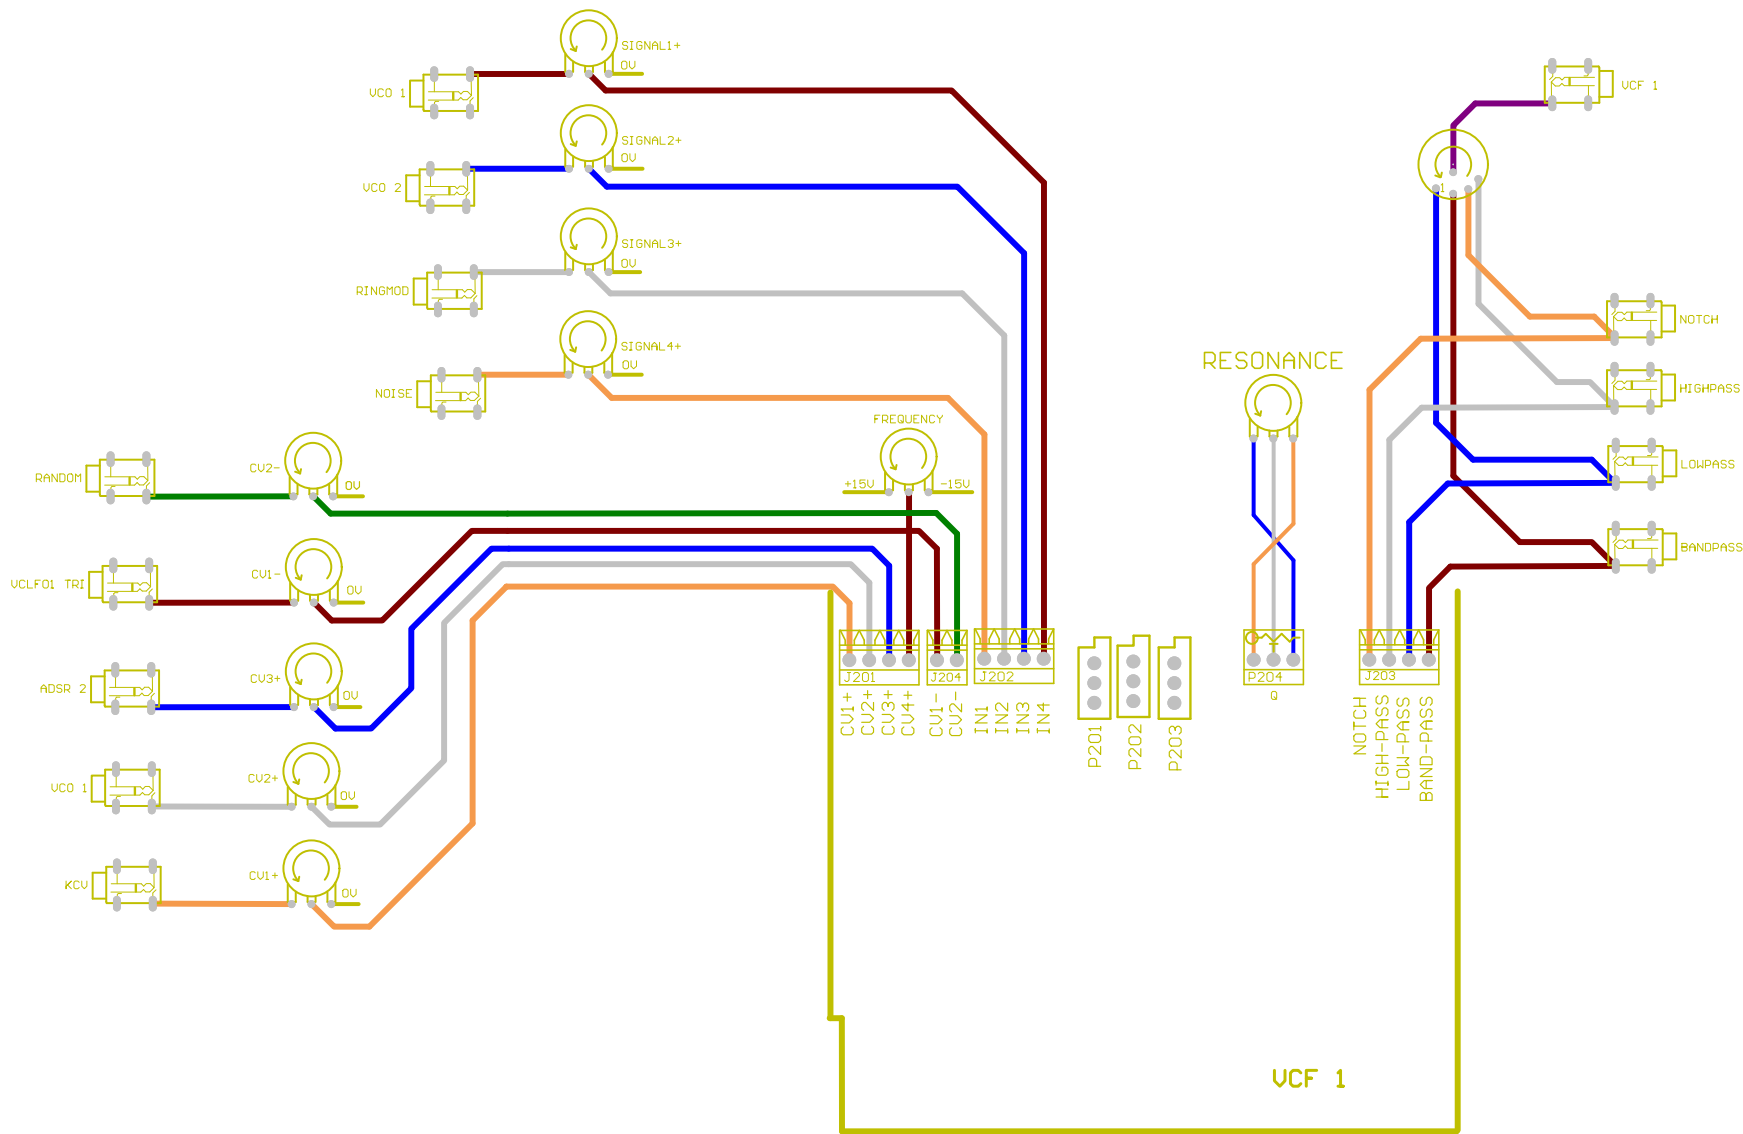 SIGNAL1+
0V
VCO 1
VCF 1
SIGNAL2+
0V
VCO 2
1
SIGNAL3+
0V
RINGMOD
NOTCH
SIGNAL4+
0V
NOISE
RESONANCE
HIGHPASS
FREQUENCY
+15V
-15V
LOWPASS
RANDOM
CV2-
0V
BANDPASS
VCLFO1 TRI
CV1-
0V
ADSR 2
CV3+
0V
VCO 1
CV2+
0V
KCV
CV1+
0V
J201
J204
J202
P204
J203
CV1+
CV2+
CV3+
CV4+
CV1-
CV2-
IN1
IN2
IN3
IN4
P201
P202
P203
Q
NOTCH
HIGH-PASS
LOW-PASS
BAND-PASS
VCF 1